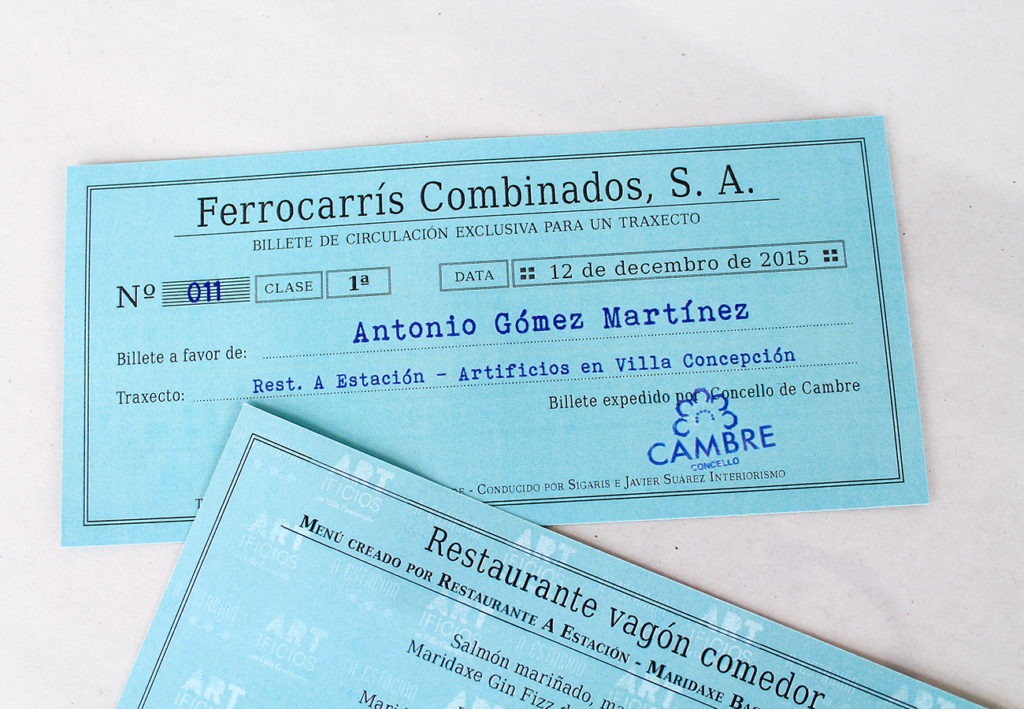 Ferrocarrís Combinados, S. A.
BILLETE DE CIRCULACIÓN EXCLUSIVA PARA UN TRAXECTO
Nº 011 CLASE 1ª DATA 12 de decembro de 2015
Billete a favor de: Antonio Gómez Martínez
Traxecto: Rest. A Estación - Artificios en Villa Concepción
Billete expedido por Concello de Cambre
CAMBRE
CONCELLO
- CONDUCIDO POR SIGARIS E JAVIER SUÁREZ INTERIORISMO
Restaurante vagón comedor
MENÚ CREADO POR RESTAURANTE A ESTACIÓN - MARIDAXE
Salmón mariñado,
Maridaxe Gin Fizz
ART
IFICIOS